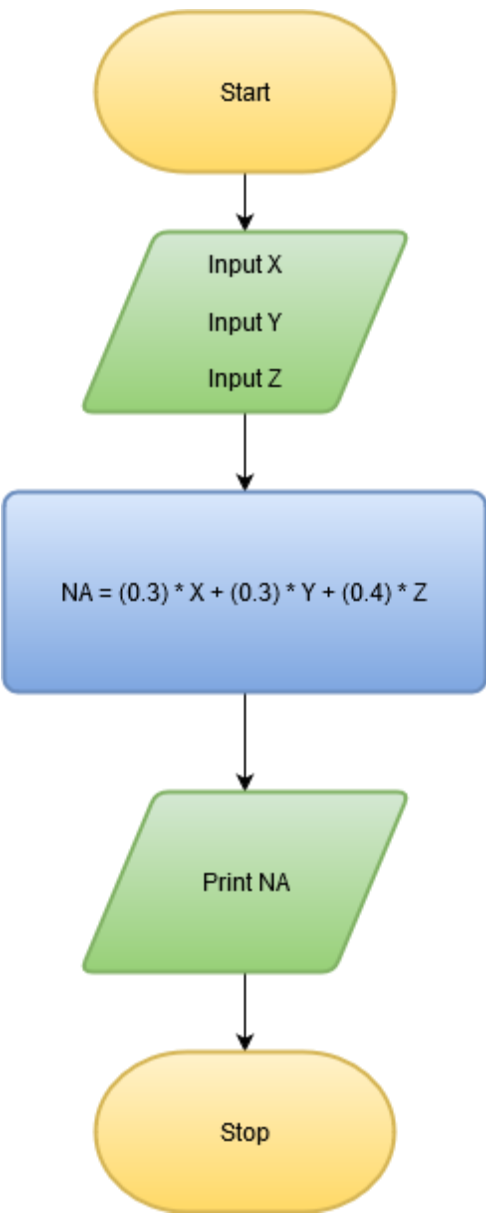 Start
Input X
Input Y
Input Z
NA = (0.3) * X + (0.3) * Y + (0.4) * Z
Print NA
Stop